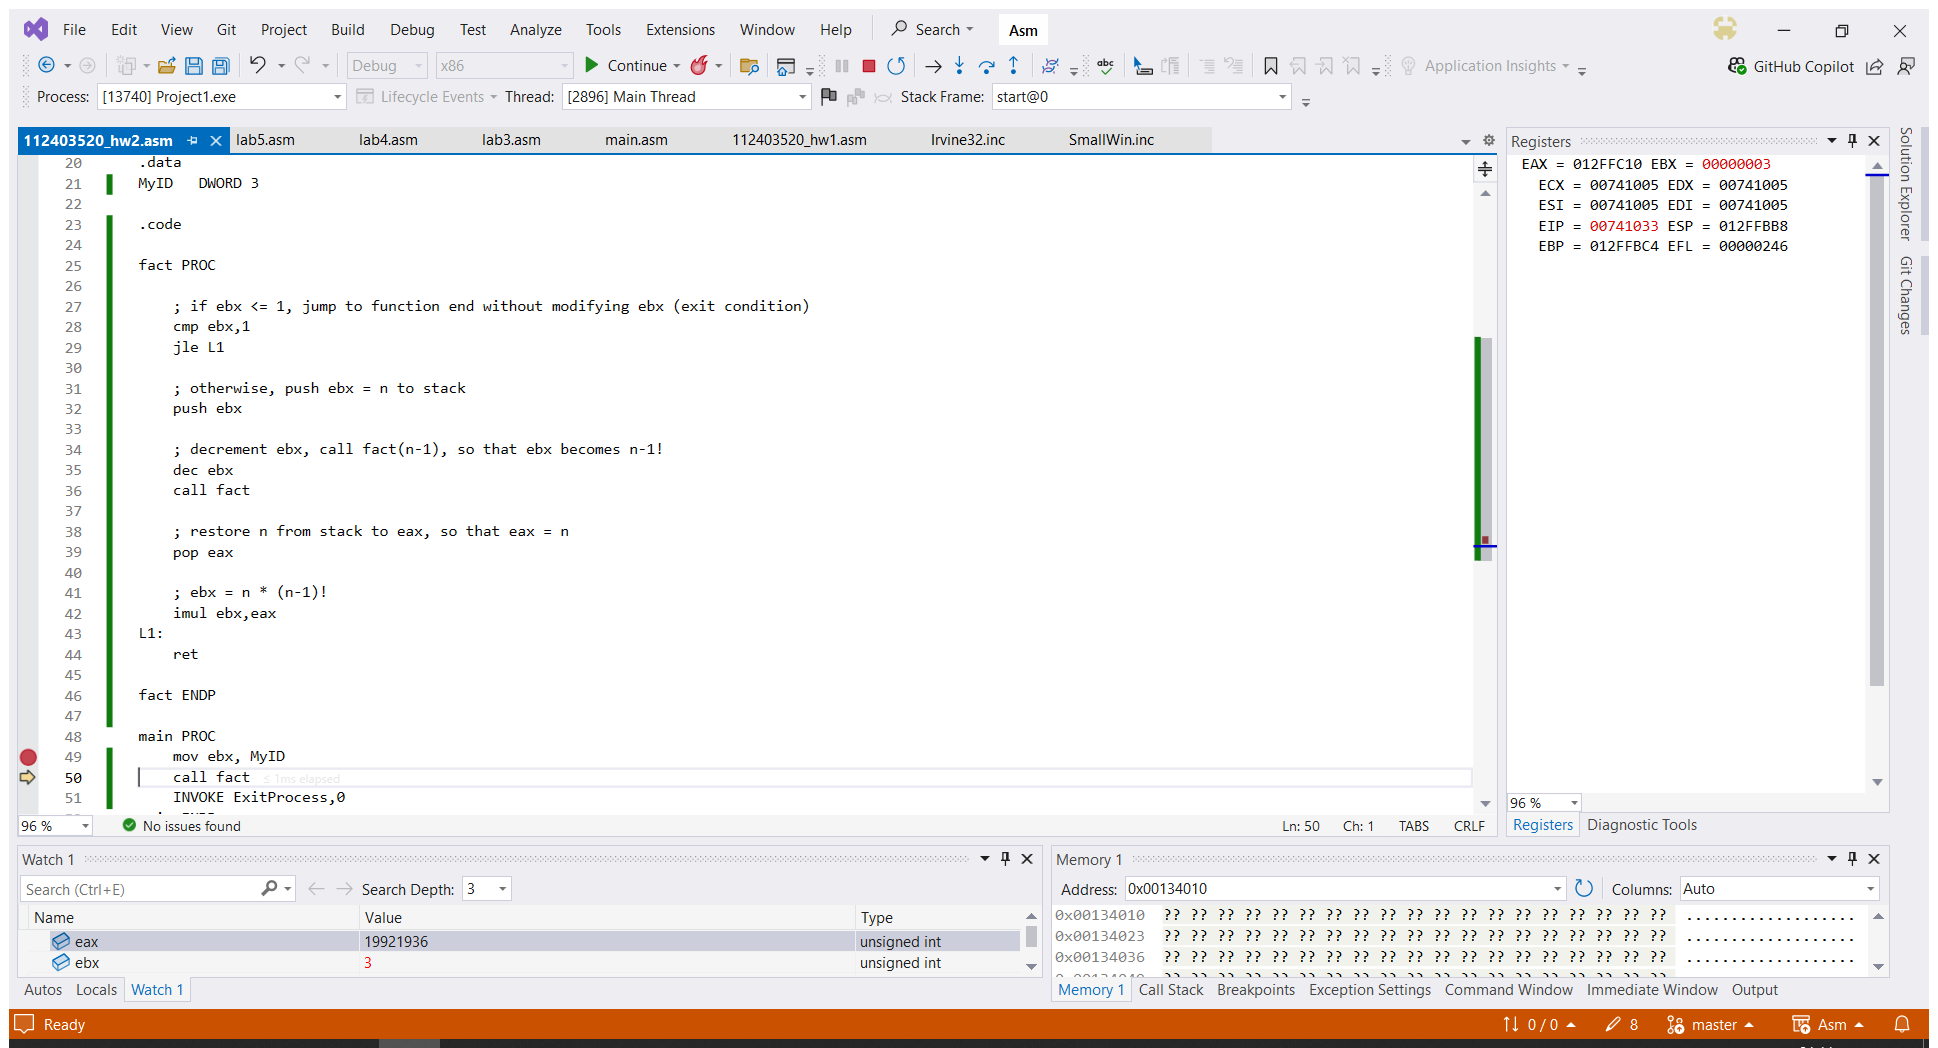 File Edit View Git Project Build Debug Test Analyze Tools Extensions Window Help Search Asm
Debug x86 Continue Application Insights GitHub Copilot
Process: [13740] Project1.exe Lifecycle Events Thread: [2896] Main Thread Stack Frame: start@0
112403520_hw2.asm lab5.asm lab4.asm lab3.asm main.asm 112403520_hw1.asm Irvine32.inc SmallWin.inc
20 .data
21 MyID DWORD 3
22
23 .code
24
25 fact PROC
26
27 ; if ebx <= 1, jump to function end without modifying ebx (exit condition)
28 cmp ebx,1
29 jle L1
30
31 ; otherwise, push ebx = n to stack
32 push ebx
33
34 ; decrement ebx, call fact(n-1), so that ebx becomes n-1!
35 dec ebx
36 call fact
37
38 ; restore n from stack to eax, so that eax = n
39 pop eax
40
41 ; ebx = n * (n-1)!
42 imul ebx,eax
43 L1:
44 ret
45
46 fact ENDP
47
48 main PROC
49 mov ebx, MyID
50 call fact ≤ 1ms elapsed
51 INVOKE ExitProcess,0
96 % No issues found Ln: 50 Ch: 1 TABS CRLF
Registers
EAX = 012FFC10 EBX = 00000003
ECX = 00741005 EDX = 00741005
ESI = 00741005 EDI = 00741005
EIP = 00741033 ESP = 012FFBB8
EBP = 012FFBC4 EFL = 00000246
96 %
Registers Diagnostic Tools
Solution Explorer
Git Changes
Watch 1
Search (Ctrl+E) Search Depth: 3
Name Value Type
eax 19921936 unsigned int
ebx 3 unsigned int
Autos Locals Watch 1
Memory 1
Address: 0x00134010 Columns: Auto
0x00134010 ?? ?? ?? ?? ?? ?? ?? ?? ?? ?? ?? ?? ?? ?? ?? ?? ?? ?? ?? ...................
0x00134023 ?? ?? ?? ?? ?? ?? ?? ?? ?? ?? ?? ?? ?? ?? ?? ?? ?? ?? ?? ...................
0x00134036 ?? ?? ?? ?? ?? ?? ?? ?? ?? ?? ?? ?? ?? ?? ?? ?? ?? ?? ?? ...................
Memory 1 Call Stack Breakpoints Exception Settings Command Window Immediate Window Output
Ready 0 / 0 8 master Asm